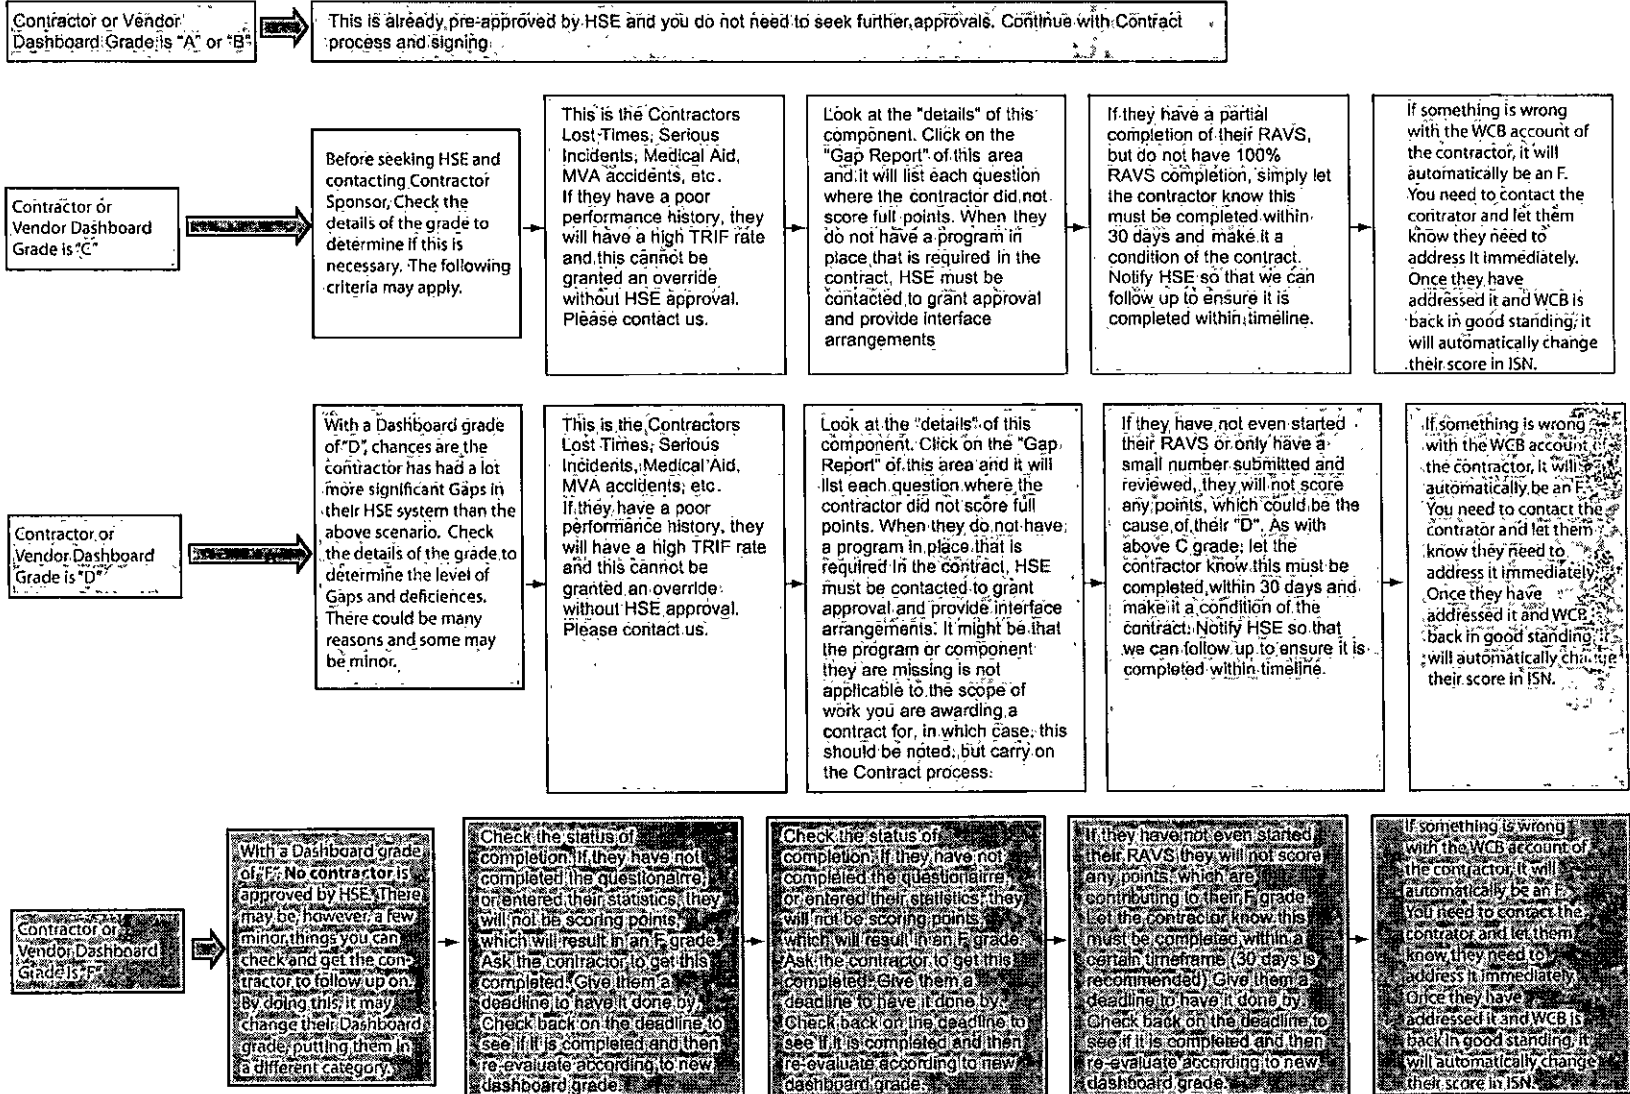 Contractor or Vendor
Dashboard Grade is "A" or "B"
This is already pre-approved by HSE and you do not need to seek further approvals. Continue with Contract
process and signing
Contractor or
Vendor Dashboard
Grade is "C"
Before seeking HSE and
contacting Contractor
Sponsor, Check the
details of the grade to
determine if this is
necessary. The following
criteria may apply.
This is the Contractors
Lost Times, Serious
Incidents, Medical Aid,
MVA accidents, etc.
If they have a poor
performance history, they
will have a high TRIF rate
and this cannot be
granted an override
without HSE approval.
Please contact us.
Look at the "details" of this
component. Click on the
"Gap Report" of this area
and it will list each question
where the contractor did not
score full points. When they
do not have a program in
place that is required in the
contract, HSE must be
contacted to grant approval
and provide interface
arrangements
If they have a partial
completion of their RAVS,
but do not have 100%
RAVS completion, simply let
the contractor know this
must be completed within
30 days and make it a
condition of the contract.
Notify HSE so that we can
follow up to ensure it is
completed within timeline.
If something is wrong
with the WCB account of
the contractor, it will
automatically be an F.
You need to contact the
contrator and let them
know they need to
address it immediately.
Once they have
addressed it and WCB is
back in good standing, it
will automatically change
their score in ISN.
Contractor or
Vendor Dashboard
Grade is "D"
With a Dashboard grade
of "D", chances are the
contractor has had a lot
more significant Gaps in
their HSE system than the
above scenario. Check
the details of the grade to
determine the level of
Gaps and deficiences.
There could be many
reasons and some may
be minor.
This is the Contractors
Lost Times, Serious
Incidents, Medical Aid,
MVA accidents, etc.
If they have a poor
performance history, they
will have a high TRIF rate
and this cannot be
granted an override
without HSE approval.
Please contact us.
Look at the "details" of this
component. Click on the "Gap
Report" of this area and it will
list each question where the
contractor did not score full
points. When they do not have
a program in place that is
required in the contract, HSE
must be contacted to grant
approval and provide interface
arrangements. It might be that
the program or component
they are missing is not
applicable to the scope of
work you are awarding a
contract for, in which case, this
should be noted, but carry on
the Contract process.
If they have not even started
their RAVS or only have a
small number submitted and
reviewed, they will not score
any points, which could be the
cause of their "D". As with
above C grade, let the
contractor know this must be
completed within 30 days and
make it a condition of the
contract. Notify HSE so that
we can follow up to ensure it is
completed within timeline.
If something is wrong
with the WCB account of
the contractor, it will
automatically be an F.
You need to contact the
contrator and let them
know they need to
address it immediately.
Once they have
addressed it and WCB
back in good standing, it
will automatically change
their score in ISN.
Contractor or
Vendor Dashboard
Grade is "F"
With a Dashboard grade
of "F", No contractor is
approved by HSE. There
may be, however, a few
minor things you can
check and get the con-
tractor to follow up on.
By doing this, it may
change their Dashboard
grade, putting them in
a different category.
Check the status of
completion. If they have not
completed the questionairre,
or entered their statistics, they
will not be scoring points,
which will result in an F grade.
Ask the contractor to get this
completed. Give them a
deadline to have it done by.
Check back on the deadline to
see if it is completed and then
re-evaluate according to new
dashboard grade.
Check the status of
completion. If they have not
completed the questionairre,
or entered their statistics, they
will not be scoring points,
which will result in an F grade.
Ask the contractor to get this
completed. Give them a
deadline to have it done by.
Check back on the deadline to
see if it is completed and then
re-evaluate according to new
dashboard grade.
If they have not even started
their RAVS they will not score
any points, which are
contributing to their F grade.
Let the contractor know this
must be completed within a
certain timeframe (30 days is
recommended) Give them a
deadline to have it done by.
Check back on the deadline to
see if it is completed and then
re-evaluate according to new
dashboard grade.
If something is wrong
with the WCB account of
the contractor, it will
automatically be an F.
You need to contact the
contrator and let them
know they need to
address it immediately.
Once they have
addressed it and WCB is
back in good standing, it
will automatically change
their score in ISN.